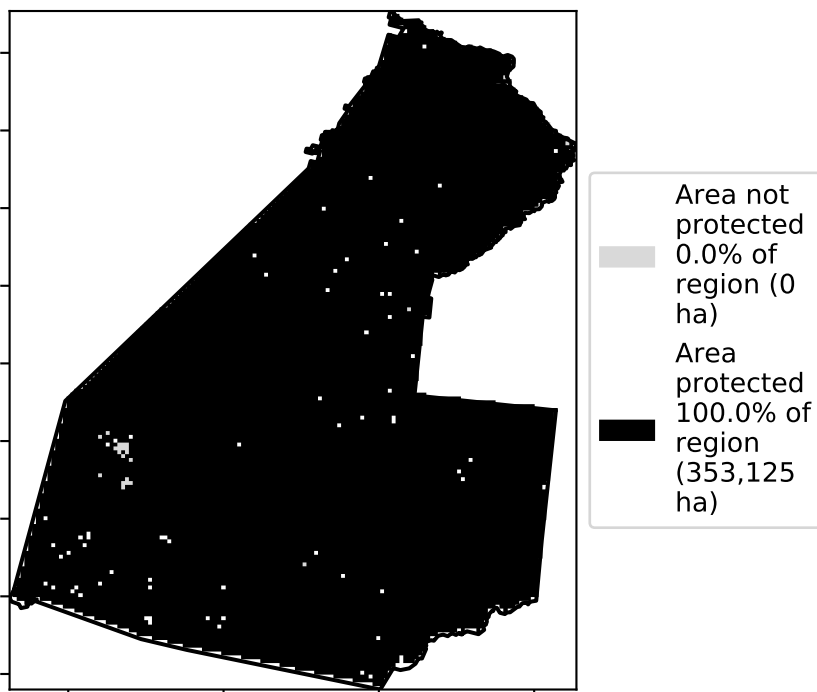 Area not
protected
0.0% of
region (0
ha)
Area
protected
100.0% of
region
(353,125
ha)